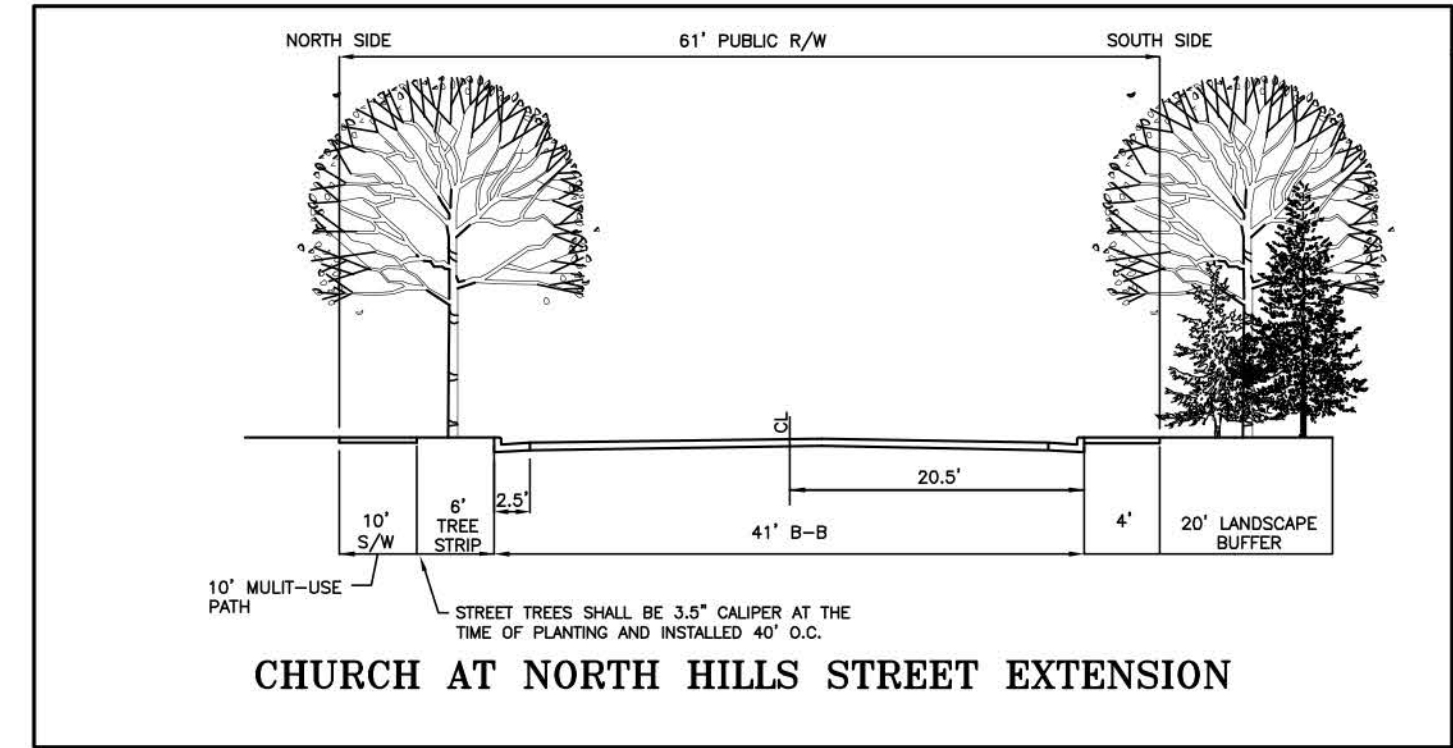 NORTH SIDE
61' PUBLIC R/W
SOUTH SIDE
CL
2.5'
20.5'
10'
S/W
6'
TREE
STRIP
41' B-B
4'
20' LANDSCAPE
BUFFER
10' MULIT-USE
PATH
STREET TREES SHALL BE 3.5" CALIPER AT THE
TIME OF PLANTING AND INSTALLED 40' O.C.
CHURCH AT NORTH HILLS STREET EXTENSION